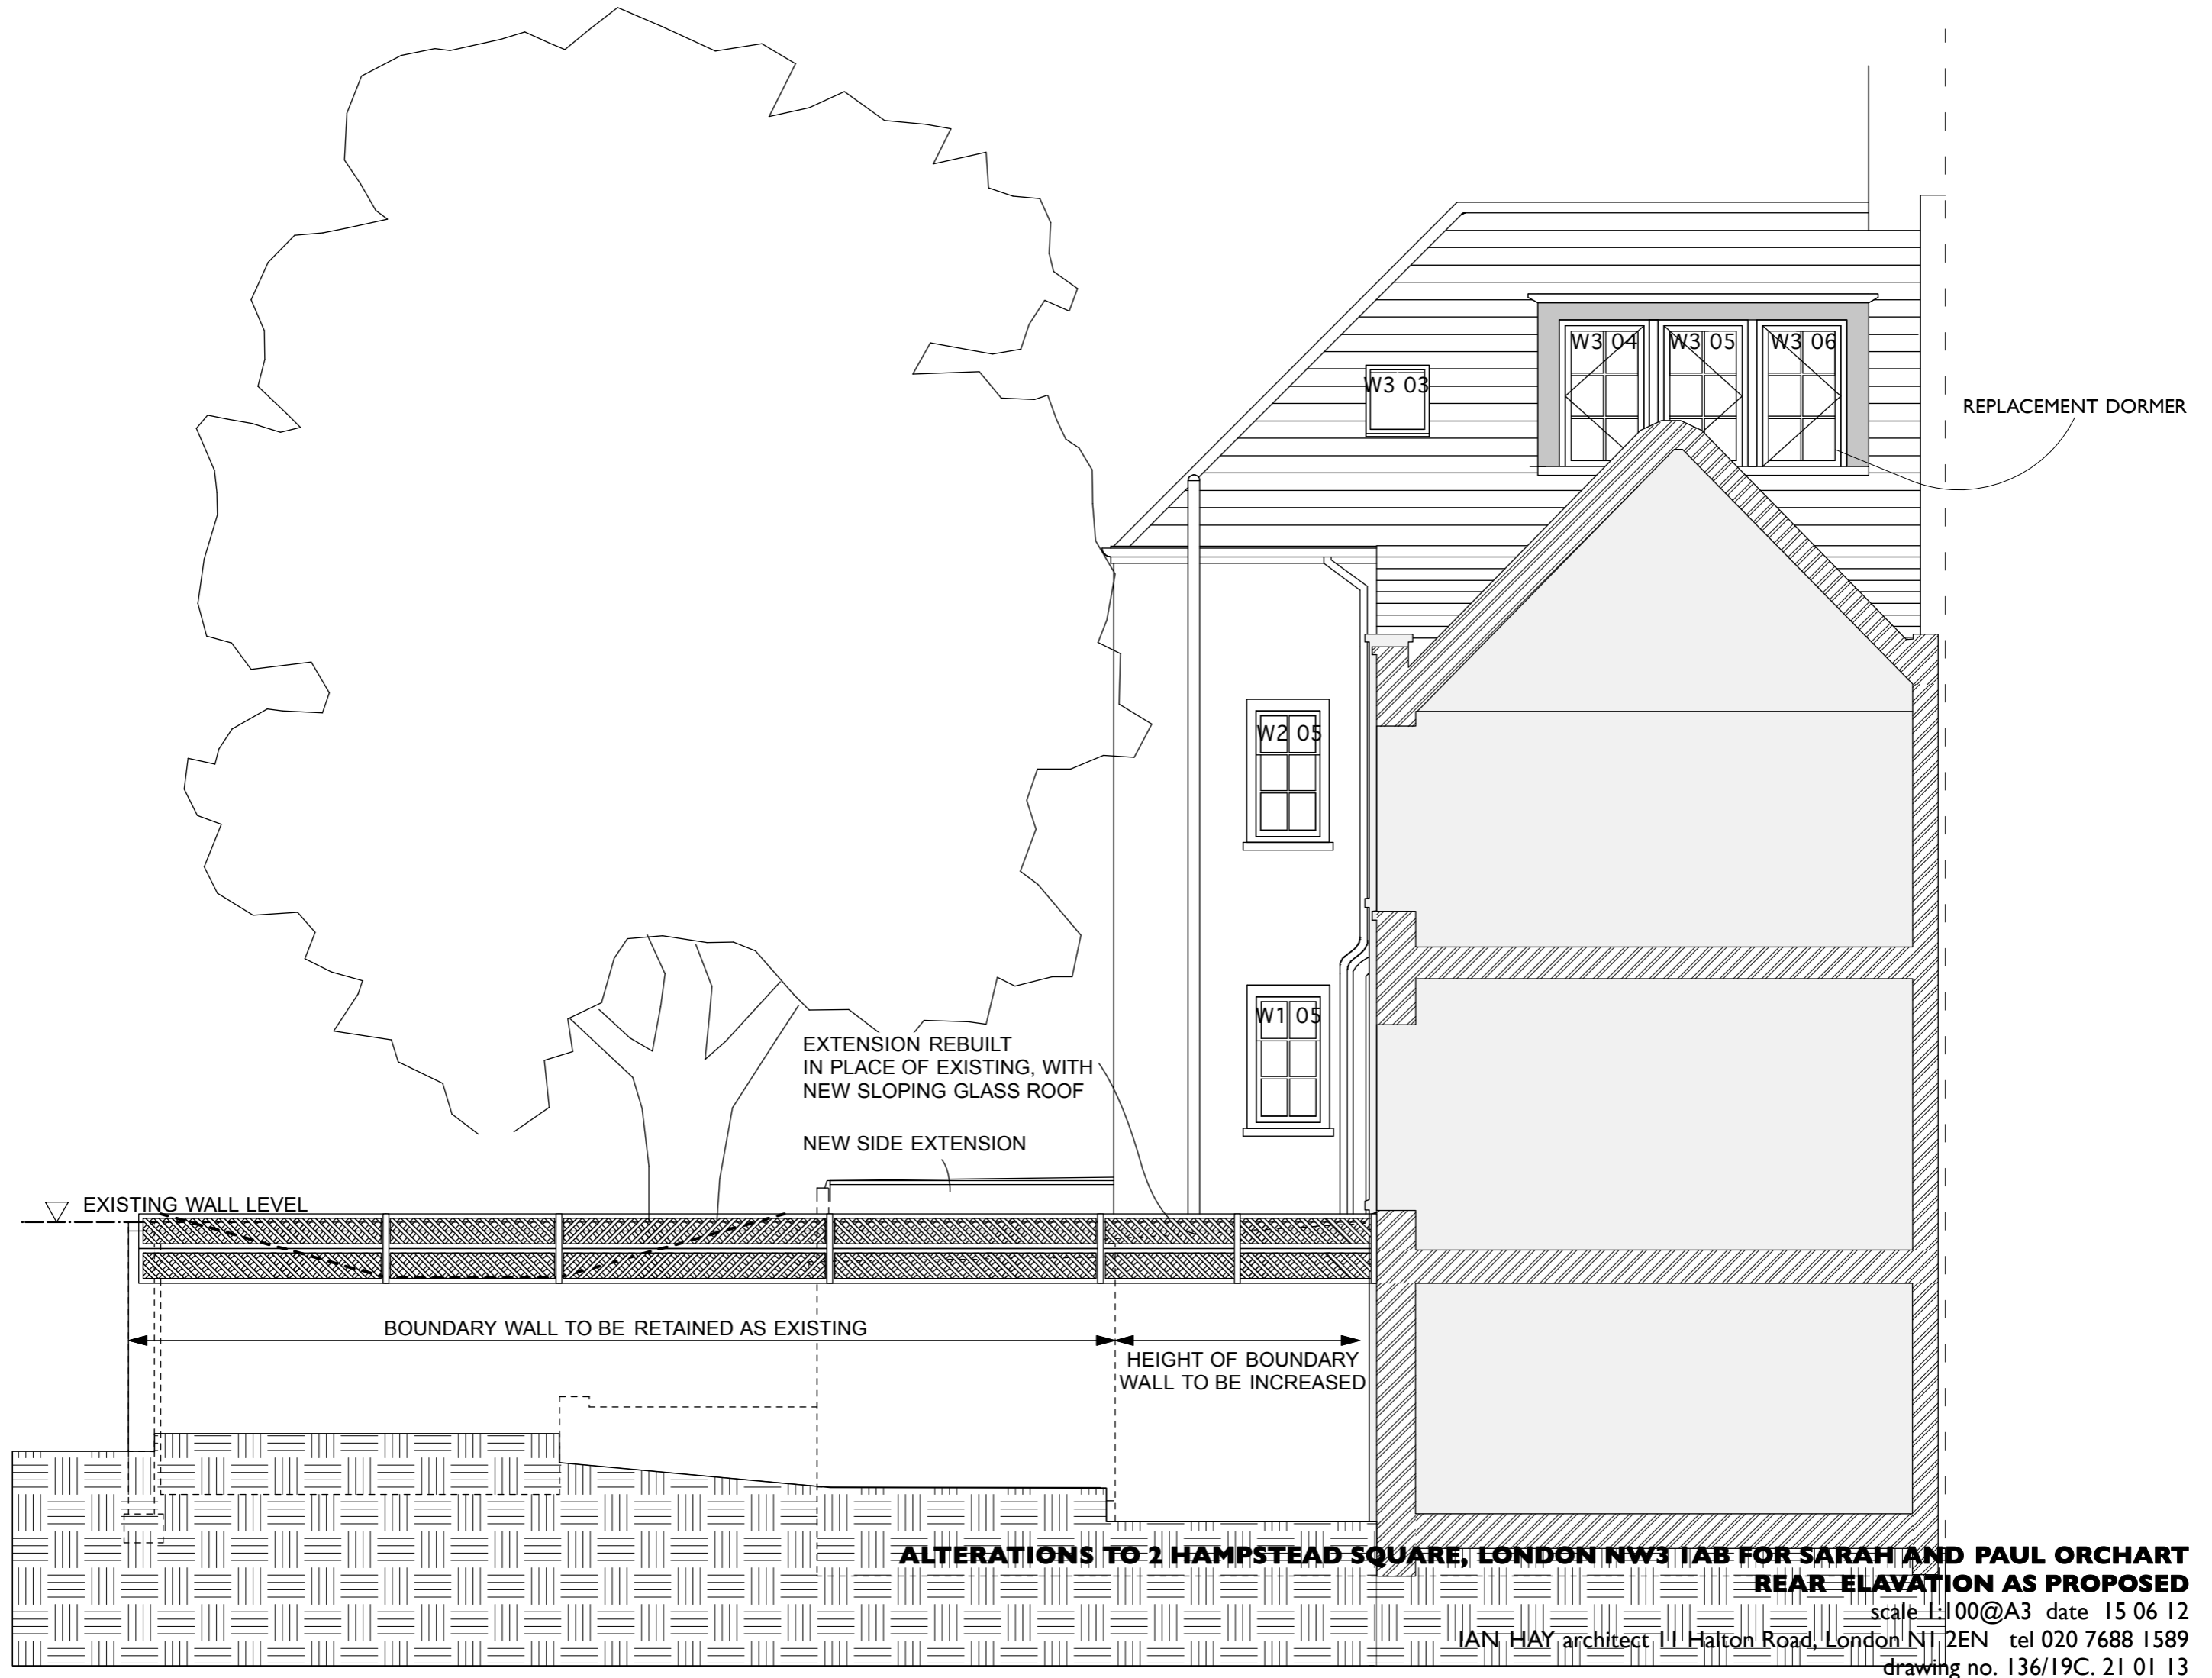 W3 04
W3 05
W3 06
W3 03
REPLACEMENT DORMER
W2 05
W1 05
EXTENSION REBUILT
IN PLACE OF EXISTING, WITH
NEW SLOPING GLASS ROOF
NEW SIDE EXTENSION
EXISTING WALL LEVEL
BOUNDARY WALL TO BE RETAINED AS EXISTING
HEIGHT OF BOUNDARY
WALL TO BE INCREASED
ALTERATIONS TO 2 HAMPSTEAD SQUARE, LONDON NW3 1AB FOR SARAH AND PAUL ORCHART
REAR ELAVATION AS PROPOSED
scale 1:100@A3 date 15 06 12
IAN HAY architect 11 Halton Road, London N1 2EN tel 020 7688 1589
drawing no. 136/19C. 21 01 13